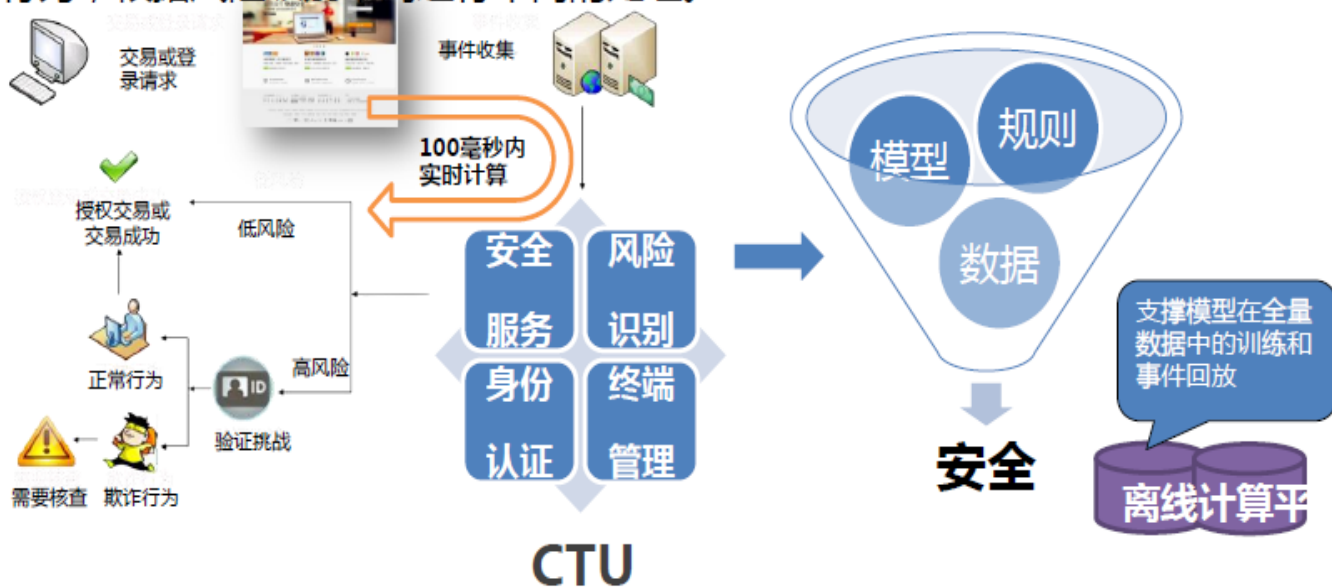 交易或登
录请求
事件收集
100毫秒内
实时计算
授权交易或
交易成功
低风险
高风险
正常行为
验证挑战
需要核查
欺诈行为
安全
服务
风险
识别
身份
认证
终端
管理
CTU
模型
规则
数据
安全
支撑模型在全量
数据中的训练和
事件回放
离线计算平